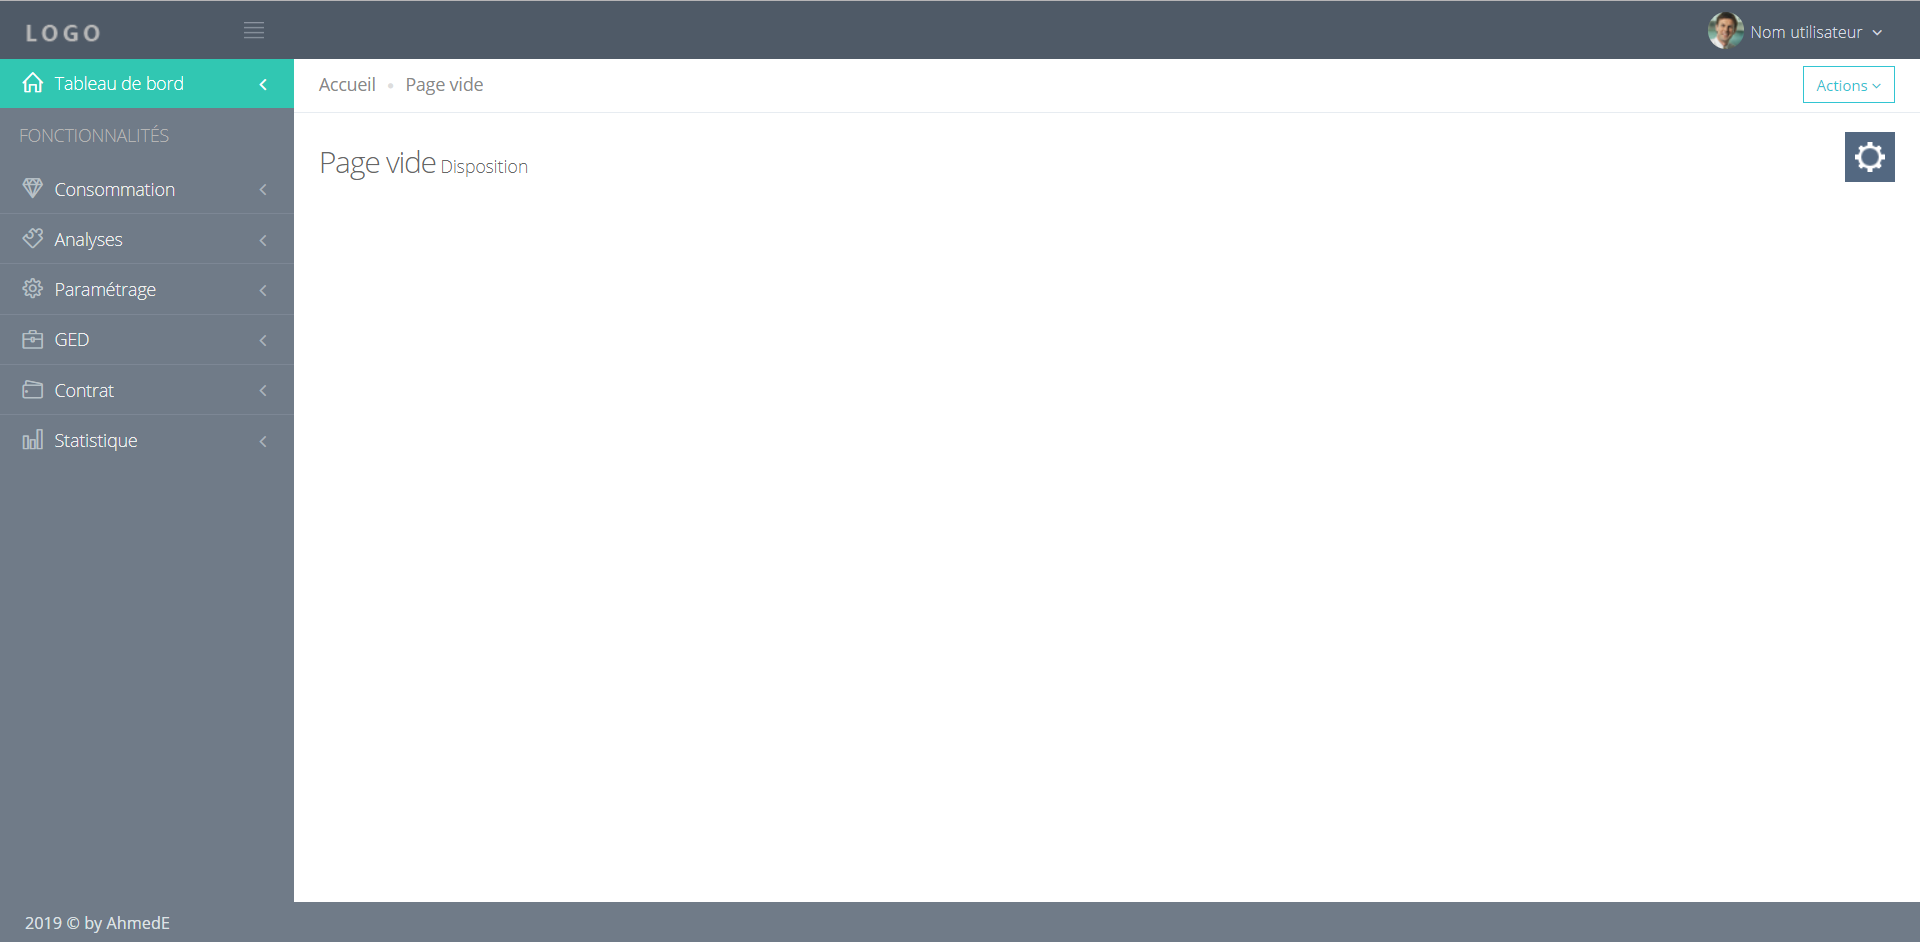 LOGO
Nom utilisateur
Tableau de bord
Accueil • Page vide
Actions
FONCTIONNALITÉS
Page vide Disposition
Consommation
Analyses
Paramétrage
GED
Contrat
Statistique
2019 © by AhmedE